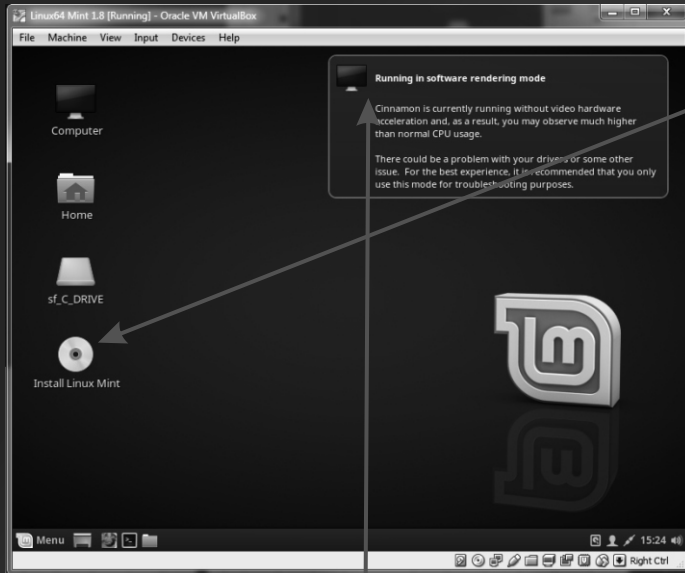 Linux64 Mint 1.8 [Running] - Oracle VM VirtualBox
File Machine View Input Devices Help
Running in software rendering mode
Cinnamon is currently running without video hardware
acceleration and, as a result, you may observe much higher
than normal CPU usage.
There could be a problem with your drivers or some other
issue. For the best experience, it is recommended that you only
use this mode for troubleshooting purposes.
Computer
Home
sf_C_DRIVE
Install Linux Mint
Menu
15:24
Right Ctrl